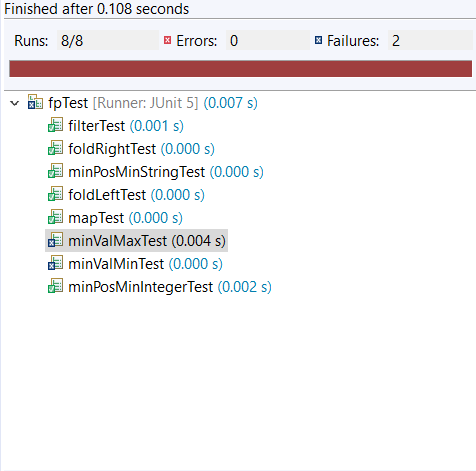 Finished after 0.108 seconds
Runs: 8/8 Errors: 0 Failures: 2
fpTest [Runner: JUnit 5] (0.007 s)
filterTest (0.001 s)
foldRightTest (0.000 s)
minPosMinStringTest (0.000 s)
foldLeftTest (0.000 s)
mapTest (0.000 s)
minValMaxTest (0.004 s)
minValMinTest (0.000 s)
minPosMinIntegerTest (0.002 s)